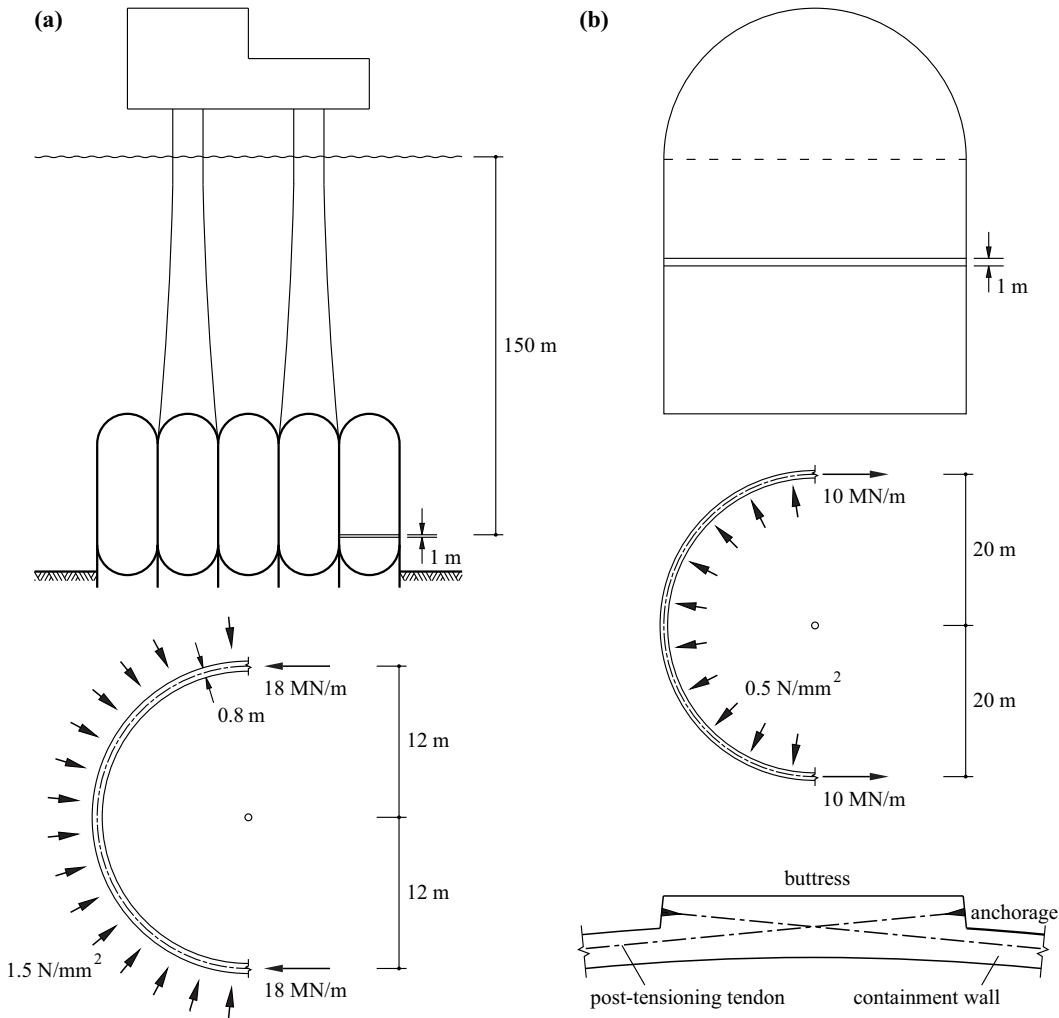 (a)
150 m
1 m
18 MN/m
0.8 m
12 m
12 m
1.5 N/mm²
18 MN/m
(b)
1 m
10 MN/m
20 m
0.5 N/mm²
20 m
10 MN/m
buttress
anchorage
post-tensioning tendon
containment wall